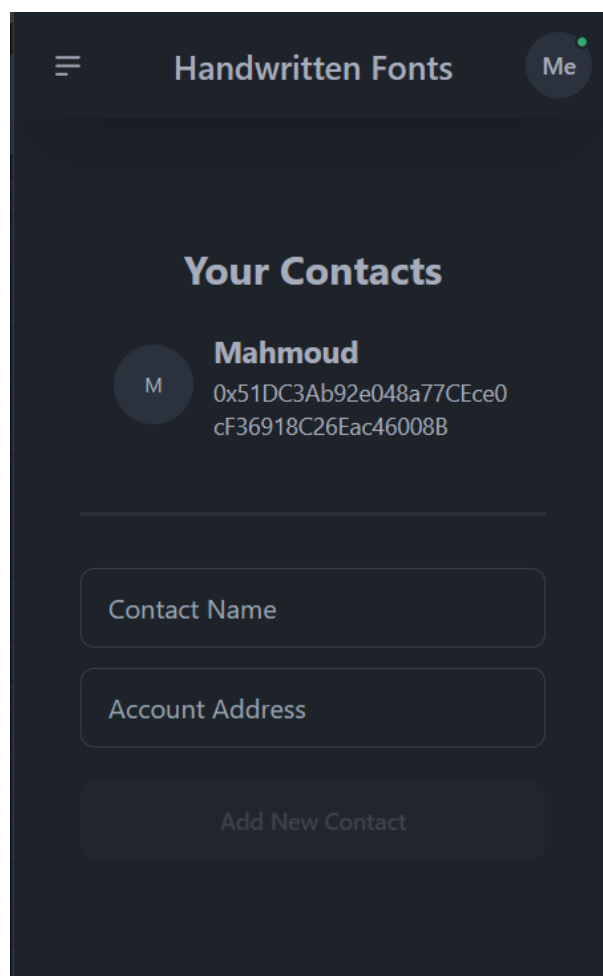 Handwritten Fonts
Me
Your Contacts
M
Mahmoud
0x51DC3Ab92e048a77CEce0
cF36918C26Eac46008B
Contact Name
Account Address
Add New Contact